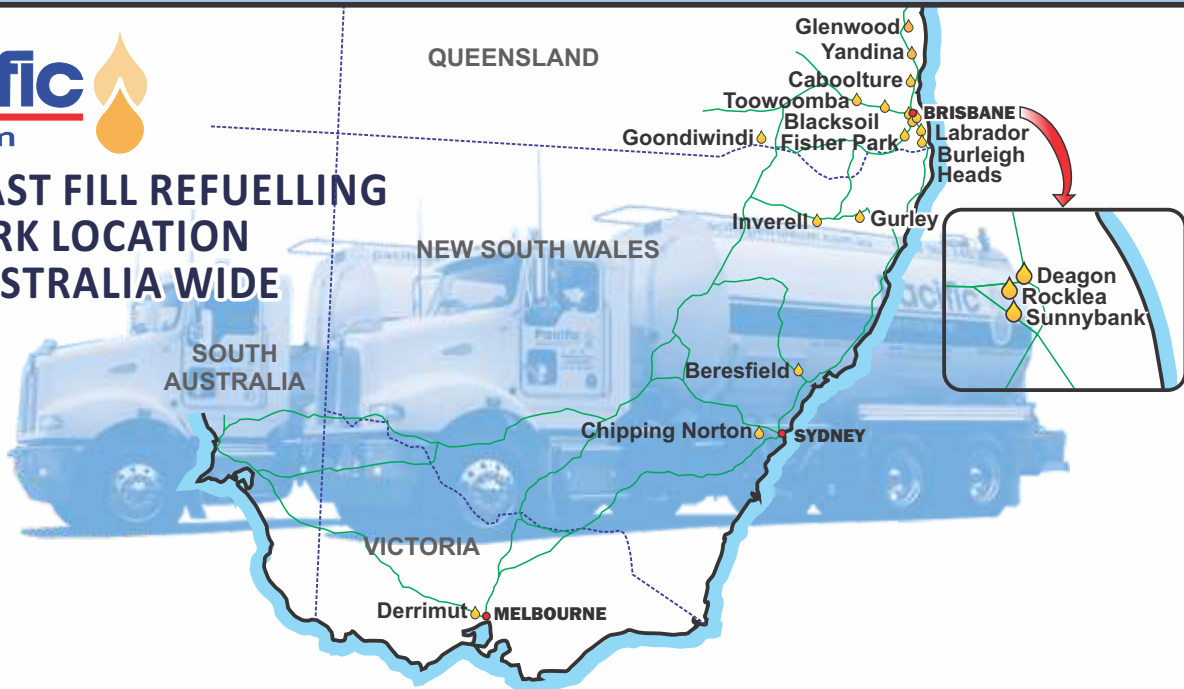 fic
AST FILL REFUELLING
RK LOCATION
STRALIA WIDE
QUEENSLAND
Glenwood
Yandina
Caboolture
Toowoomba
BRISBANE
Blacksoil
Labrador
Goondiwindi
Fisher Park
Burleigh
Heads
Inverell
Gurley
NEW SOUTH WALES
Deagon
Rocklea
Sunnybank
SOUTH
AUSTRALIA
Beresfield
Chipping Norton
SYDNEY
VICTORIA
Derrimut
MELBOURNE
Pacific
acific